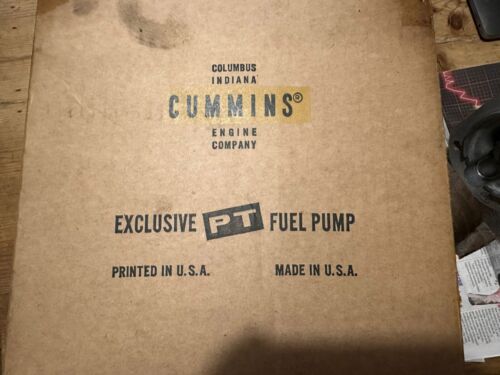 COLUMBUS
INDIANA
CUMMINS®
ENGINE
COMPANY
EXCLUSIVE PT FUEL PUMP
PRINTED IN U.S.A. MADE IN U.S.A.